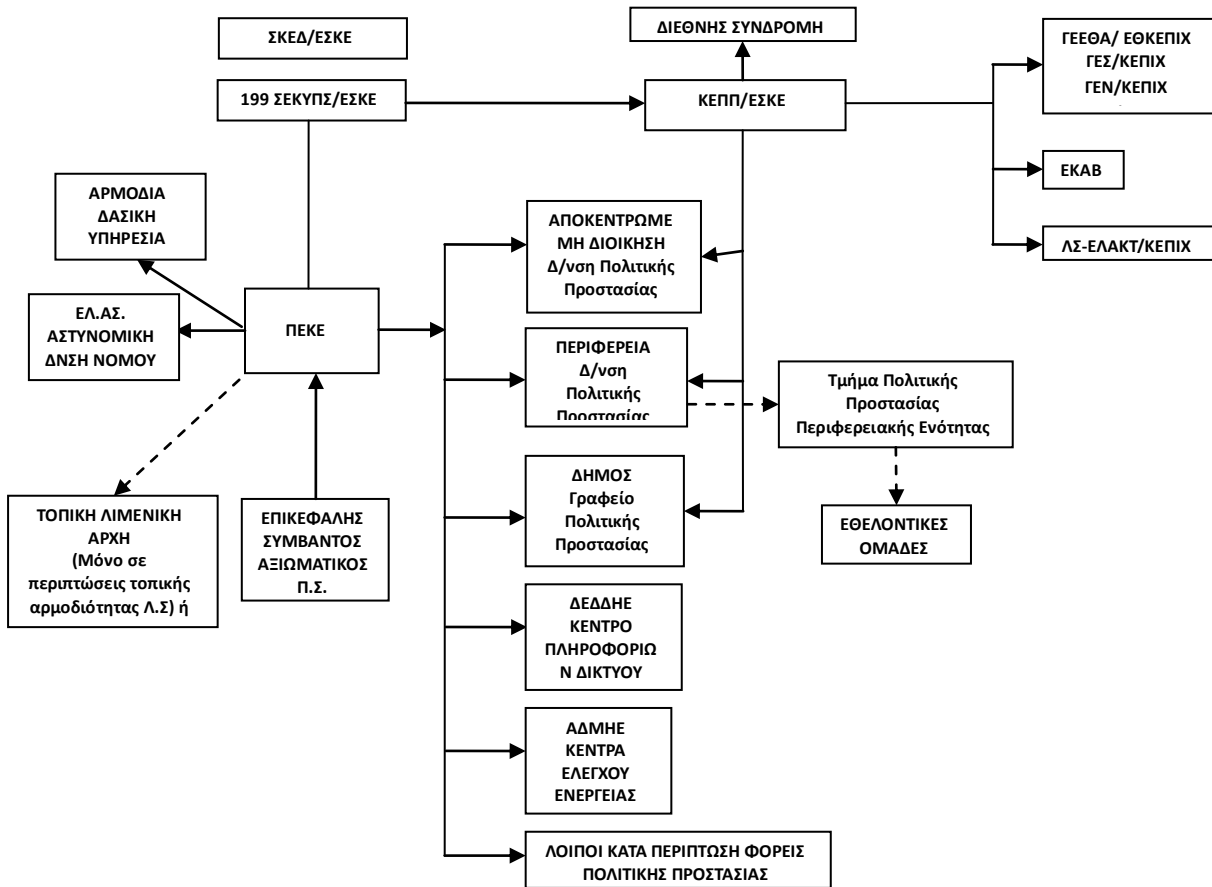 ΣΚΕΔ/ΕΣΚΕ
ΔΙΕΘΝΗΣ ΣΥΝΔΡΟΜΗ
ΓΕΕΘΑ/ ΕΘΚΕΠΙΧ
ΓΕΣ/ΚΕΠΙΧ
ΓΕΝ/ΚΕΠΙΧ
199 ΣΕΚΥΠΣ/ΕΣΚΕ
ΚΕΠΠ/ΕΣΚΕ
ΕΚΑΒ
ΛΣ-ΕΛΑΚΤ/ΚΕΠΙΧ
ΑΡΜΟΔΙΑ
ΔΑΣΙΚΗ
ΥΠΗΡΕΣΙΑ
ΑΠΟΚΕΝΤΡΩΜΕ
ΜΗ ΔΙΟΙΚΗΣΗ
Δ/νση Πολιτικής
Προστασίας
ΕΛ.ΑΣ.
ΑΣΤΥΝΟΜΙΚΗ
ΔΝΣΗ ΝΟΜΟΥ
ΠΕΚΕ
ΠΕΡΙΦΕΡΕΙΑ
Δ/νση
Πολιτικής
Προστασίας
Τμήμα Πολιτικής
Προστασίας
Περιφερειακής Ενότητας
ΤΟΠΙΚΗ ΛΙΜΕΝΙΚΗ
ΑΡΧΗ
(Μόνο σε
περιπτώσεις τοπικής
αρμοδιότητας Λ.Σ) ή
ΕΠΙΚΕΦΑΛΗΣ
ΣΥΜΒΑΝΤΟΣ
ΑΞΙΩΜΑΤΙΚΟΣ
Π.Σ.
ΔΗΜΟΣ
Γραφείο
Πολιτικής
Προστασίας
ΕΘΕΛΟΝΤΙΚΕΣ
ΟΜΑΔΕΣ
ΔΕΔΔΗΕ
ΚΕΝΤΡΟ
ΠΛΗΡΟΦΟΡΙΩ
Ν ΔΙΚΤΥΟΥ
ΑΔΜΗΕ
ΚΕΝΤΡΑ
ΕΛΕΓΧΟΥ
ΕΝΕΡΓΕΙΑΣ
ΛΟΙΠΟΙ ΚΑΤΑ ΠΕΡΙΠΤΩΣΗ ΦΟΡΕΙΣ
ΠΟΛΙΤΙΚΗΣ ΠΡΟΣΤΑΣΙΑΣ